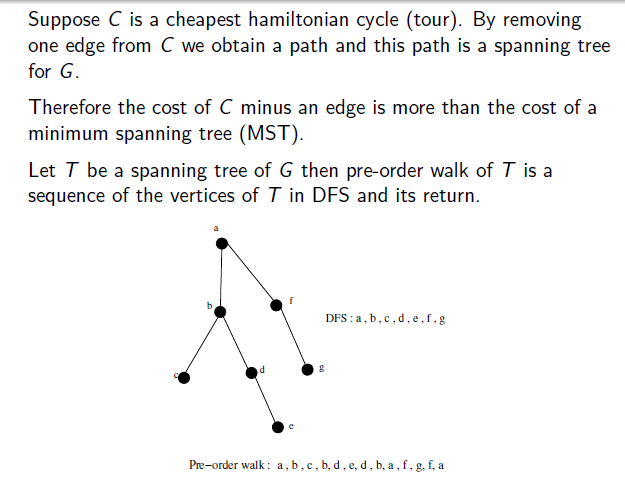 Suppose C is a cheapest hamiltonian cycle (tour). By removing
one edge from C we obtain a path and this path is a spanning tree
for G.
Therefore the cost of C minus an edge is more than the cost of a
minimum spanning tree (MST).
Let T be a spanning tree of G then pre-order walk of T is a
sequence of the vertices of T in DFS and its return.
a
b
f
DFS : a , b , c , d , e , f , g
c
d
g
e
Pre-order walk : a , b , c , b, d , e, d , b, a , f , g, f, a